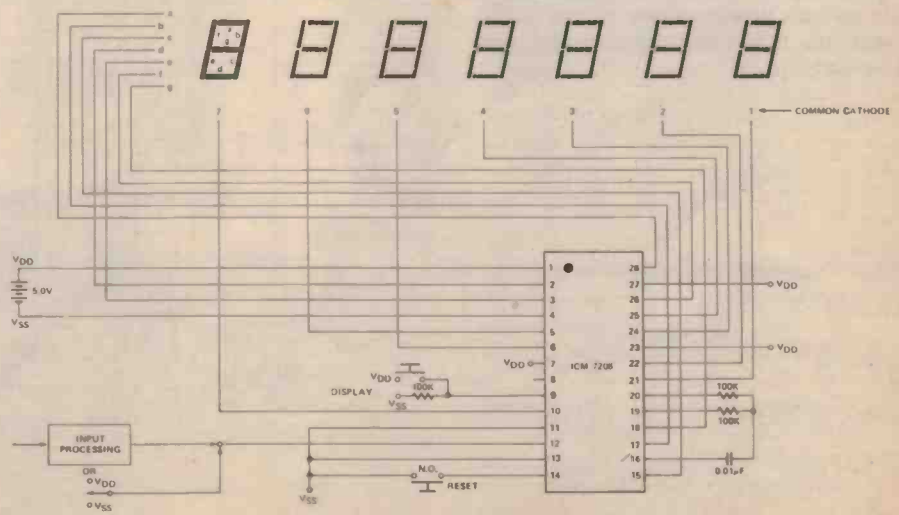 a
b
c
d
e
f
g
7 6 5 4 3 2 1
COMMON CATHODE
VDD
5.0V
VSS
1 28
2 27 VDD
3 26
4 25
5 24
6 23 VDD
VDD 7 ICM 7208 22
VDD 8 21
DISPLAY 100K 9 20 100K
VSS
10 19 100K
11 18
INPUT
PROCESSING
12 17
13 16 0.01µF
N.O. 14 15
RESET
OR
VDD
VSS
VSS